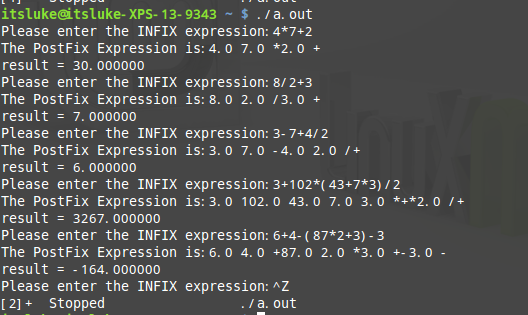 [1]+  Stopped                 ./a.out
itsluke@itsluke-XPS-13-9343 ~ $ ./a.out
Please enter the INFIX expression: 4*7+2
The PostFix Expression is: 4.0 7.0 *2.0 +
result = 30.000000
Please enter the INFIX expression: 8/2+3
The PostFix Expression is: 8.0 2.0 /3.0 +
result = 7.000000
Please enter the INFIX expression: 3-7+4/2
The PostFix Expression is: 3.0 7.0 -4.0 2.0 /+
result = 6.000000
Please enter the INFIX expression: 3+102*(43+7*3)/2
The PostFix Expression is: 3.0 102.0 43.0 7.0 3.0 *+*2.0 /+
result = 3267.000000
Please enter the INFIX expression: 6+4-(87*2+3)-3
The PostFix Expression is: 6.0 4.0 +87.0 2.0 *3.0 +-3.0 -
result = -164.000000
Please enter the INFIX expression: ^Z
[2]+  Stopped                 ./a.out